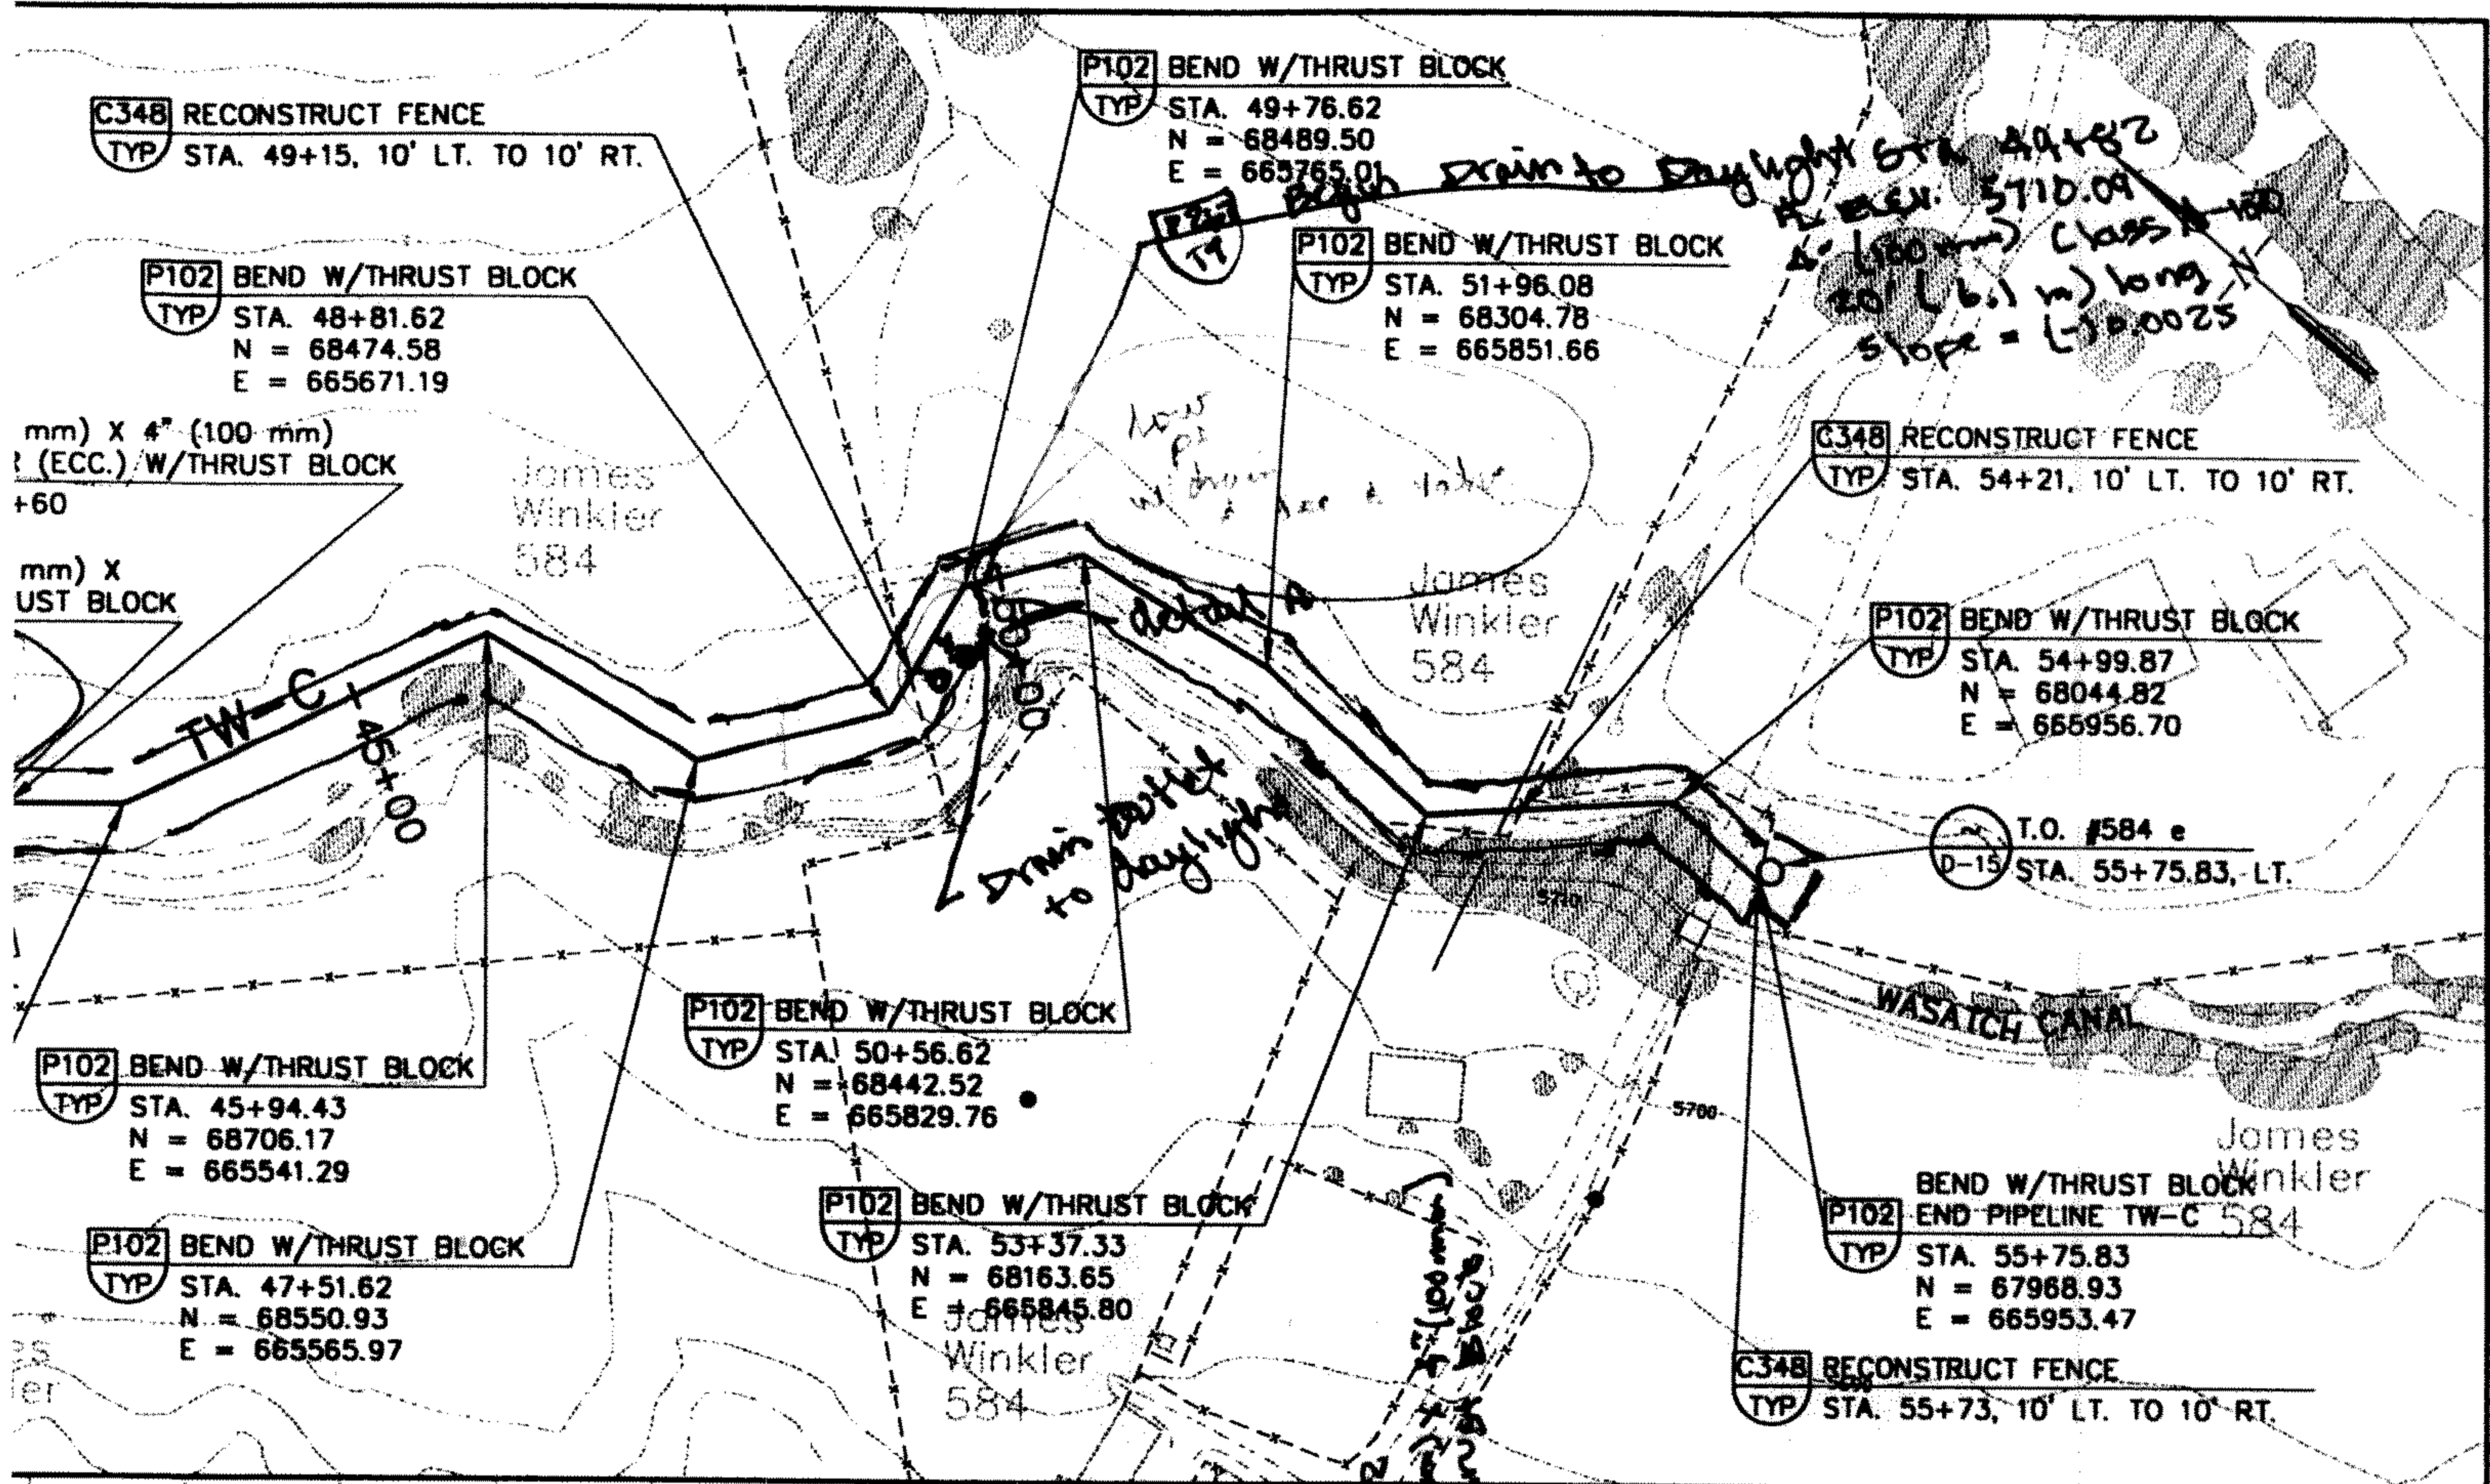 C348 RECONSTRUCT FENCE
TYP STA. 49+15, 10' LT. TO 10' RT.
P102 BEND W/THRUST BLOCK
TYP STA. 49+76.62
N = 68489.50
E = 665765.01
Begin Drain to Daylight Sta 49+82
Elev. 5710.09
(100 mm) Class
20' (6.1 m) long
slope = (-) 0.0025
N
T9
P102 BEND W/THRUST BLOCK
TYP STA. 48+81.62
N = 68474.58
E = 665671.19
P102 BEND W/THRUST BLOCK
TYP STA. 51+96.08
N = 68304.78
E = 665851.66
mm) X 4" (100 mm)
(ECC.) W/THRUST BLOCK
+60
mm) X
UST BLOCK
James
Winkler
584
low
C348 RECONSTRUCT FENCE
TYP STA. 54+21, 10' LT. TO 10' RT.
James
Winkler
584
detail A
W
P102 BEND W/THRUST BLOCK
TYP STA. 54+99.87
N = 68044.82
E = 665956.70
TW-C
45+00
Drain outlet
to daylight
T.O. #584 e
D-15 STA. 55+75.83, LT.
5710
WASATCH CANAL
P102 BEND W/THRUST BLOCK
TYP STA. 50+56.62
N = 68442.52
E = 665829.76
P102 BEND W/THRUST BLOCK
TYP STA. 45+94.43
N = 68706.17
E = 665541.29
5700
James
Winkler
584
P102 BEND W/THRUST BLOCK
TYP STA. 53+37.33
N = 68163.65
E = 665845.80
BEND W/THRUST BLOCK
P102 END PIPELINE TW-C
TYP STA. 55+75.83
N = 67968.93
E = 665953.47
P102 BEND W/THRUST BLOCK
TYP STA. 47+51.62
N = 68550.93
E = 665565.97
James
Winkler
584
C348 RECONSTRUCT FENCE
TYP STA. 55+73, 10' LT. TO 10' RT.
4" (100 mm)